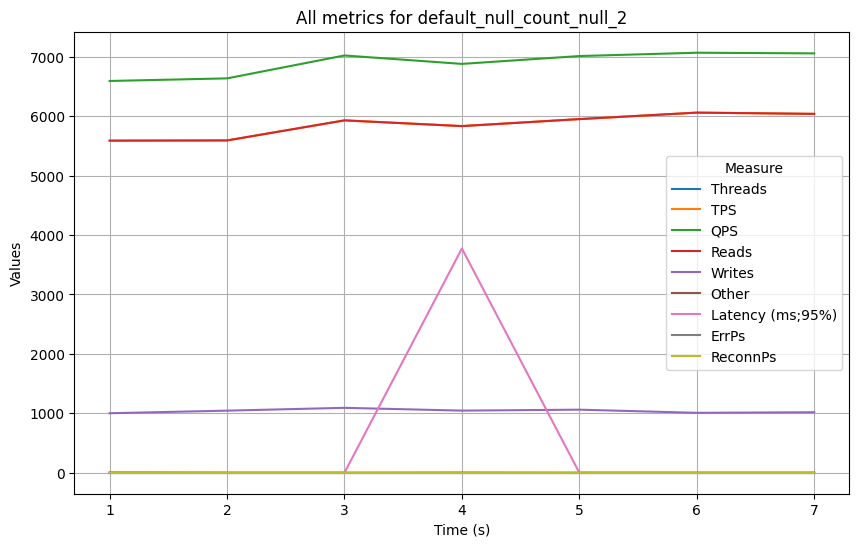 All metrics for default_null_count_null_2
Values
7000
6000
5000
4000
3000
2000
1000
0
Measure
Threads
TPS
QPS
Reads
Writes
Other
Latency (ms;95%)
ErrPs
ReconnPs
1 2 3 4 5 6 7
Time (s)